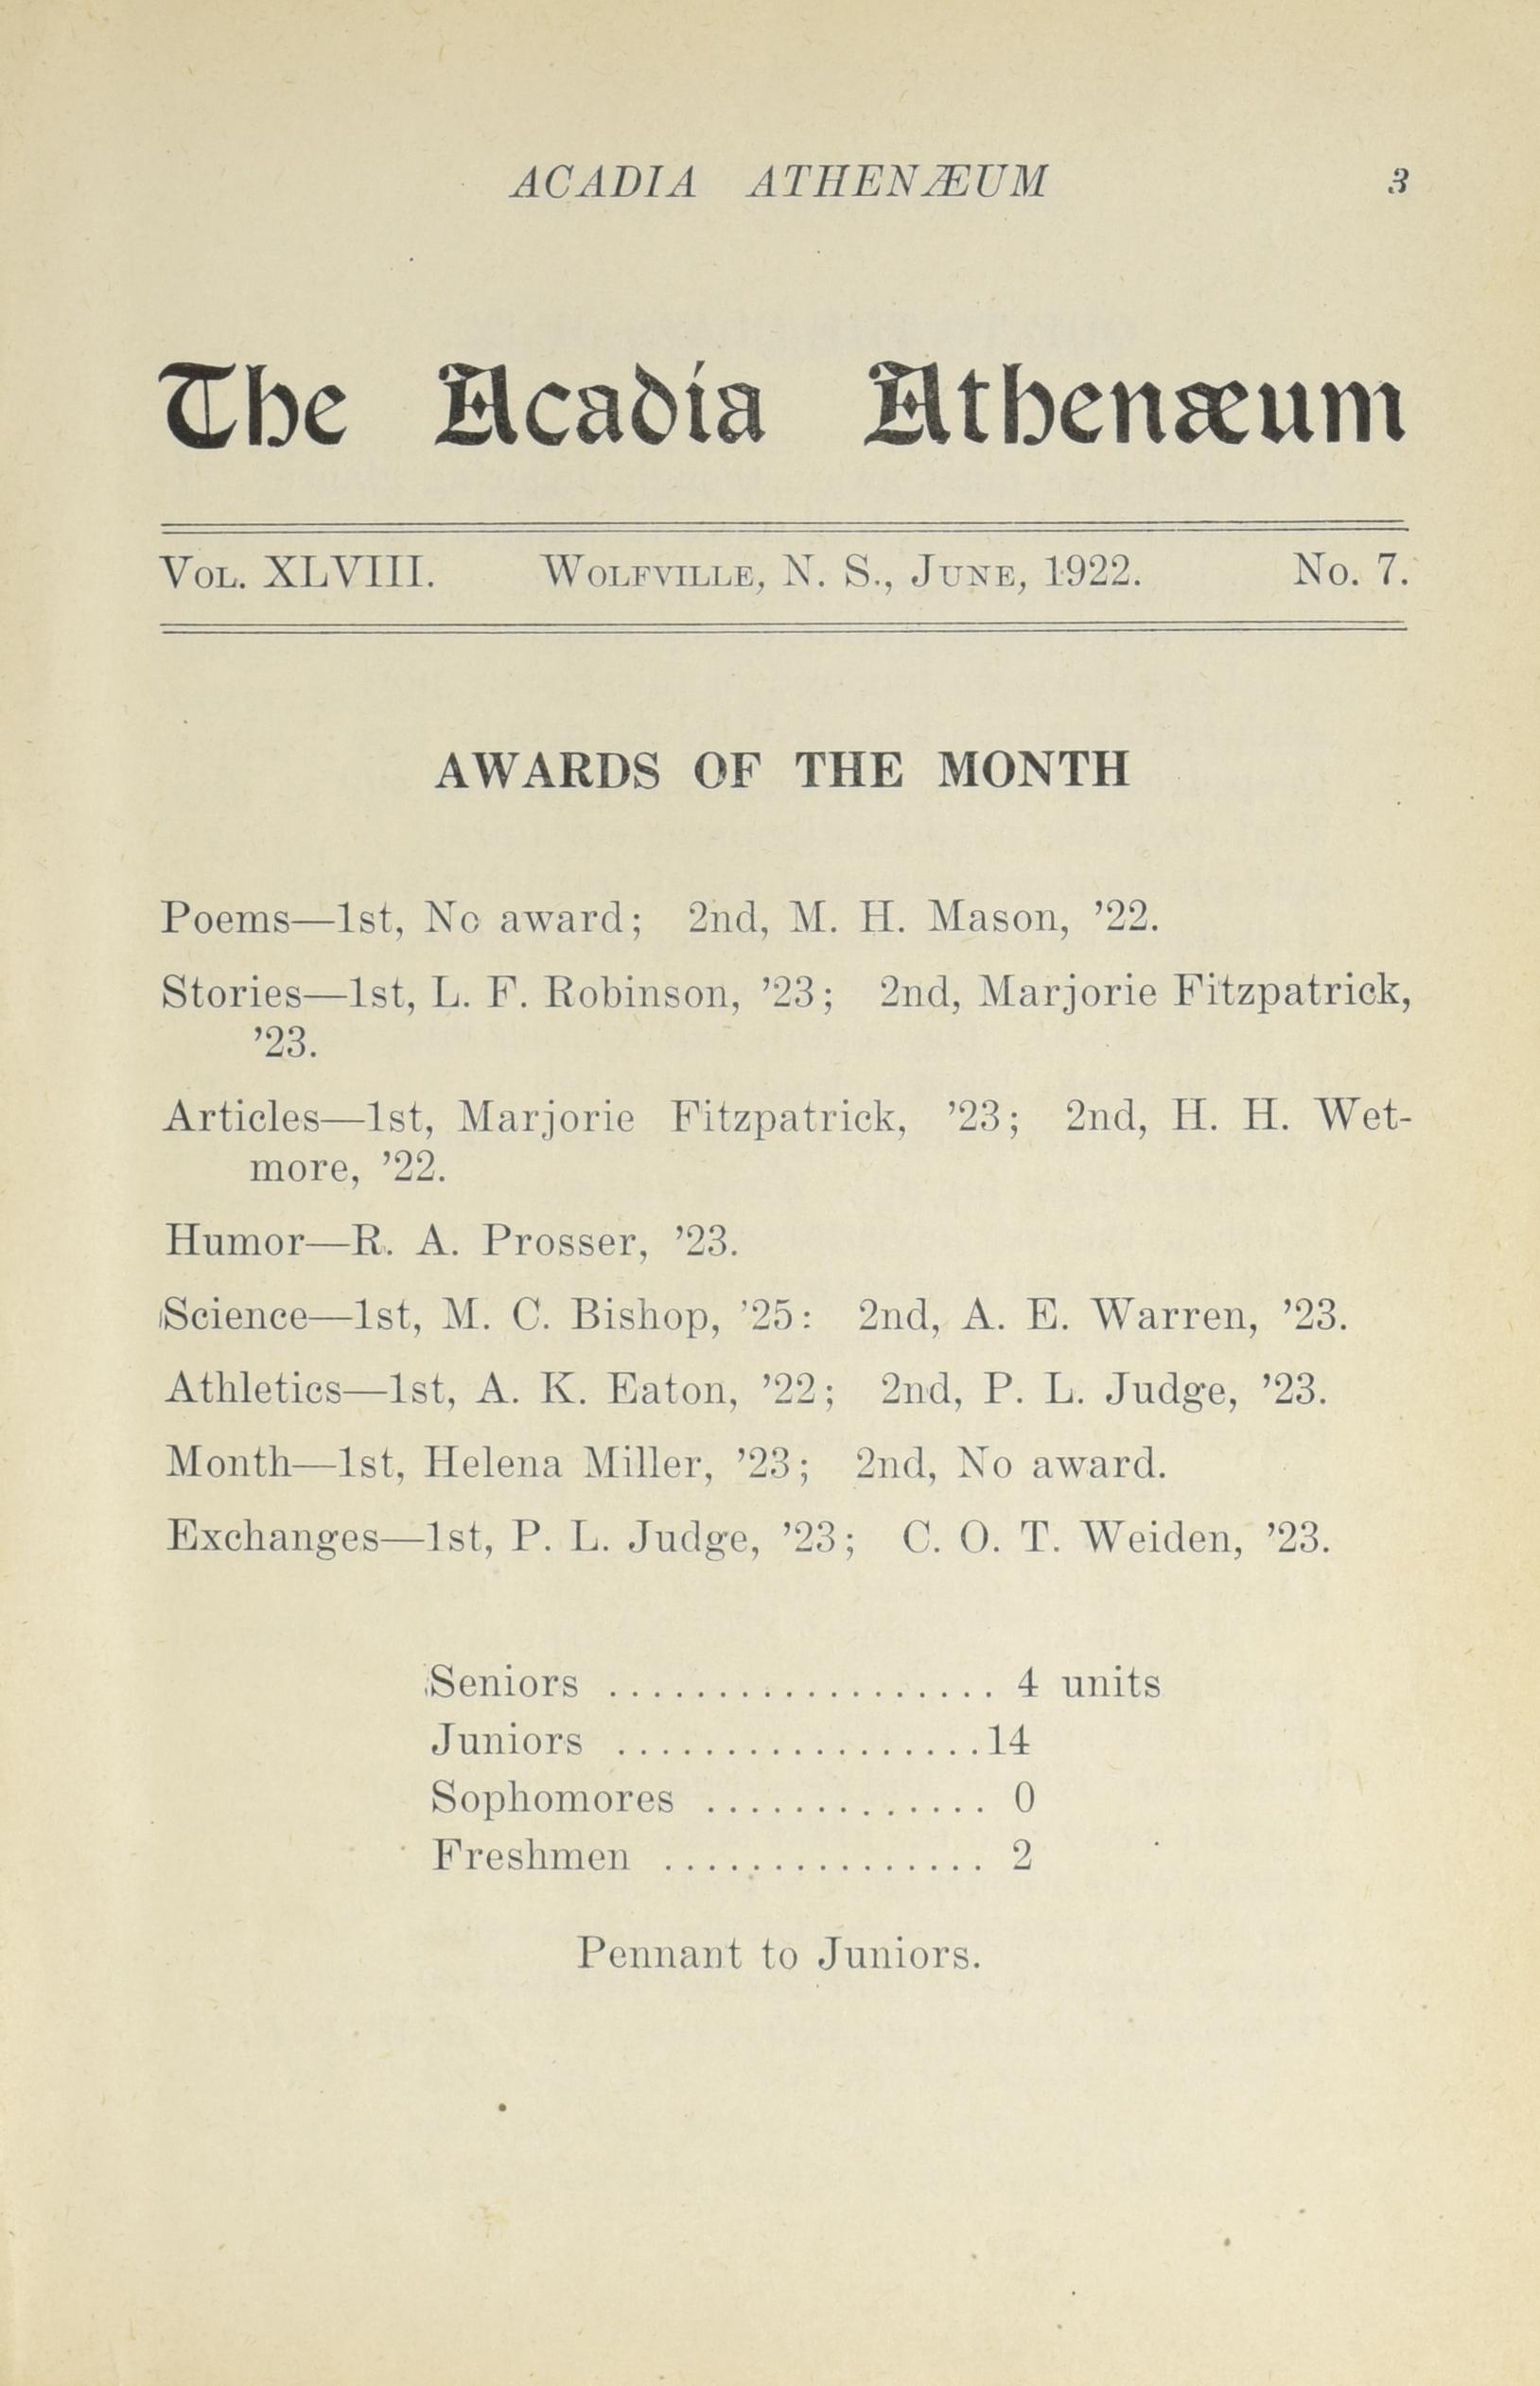 ACADIA ATHENÆUM 3
The Acadia Athenæum
VOL. XLVIII. WOLFVILLE, N. S., JUNE, 1922. No. 7.
AWARDS OF THE MONTH
Poems—1st, No award; 2nd, M. H. Mason, ’22.
Stories—1st, L. F. Robinson, ’23; 2nd, Marjorie Fitzpatrick,
’23.
Articles—1st, Marjorie Fitzpatrick, ’23; 2nd, H. H. Wet-
more, ’22.
Humor—R. A. Prosser, ’23.
Science—1st, M. C. Bishop, ’25: 2nd, A. E. Warren, ’23.
Athletics—1st, A. K. Eaton, ’22; 2nd, P. L. Judge, ’23.
Month—1st, Helena Miller, ’23; 2nd, No award.
Exchanges—1st, P. L. Judge, ’23; C. O. T. Weiden, ’23.
Seniors .................. 4 units
Juniors .................14
Sophomores ............. 0
Freshmen ............... 2
Pennant to Juniors.